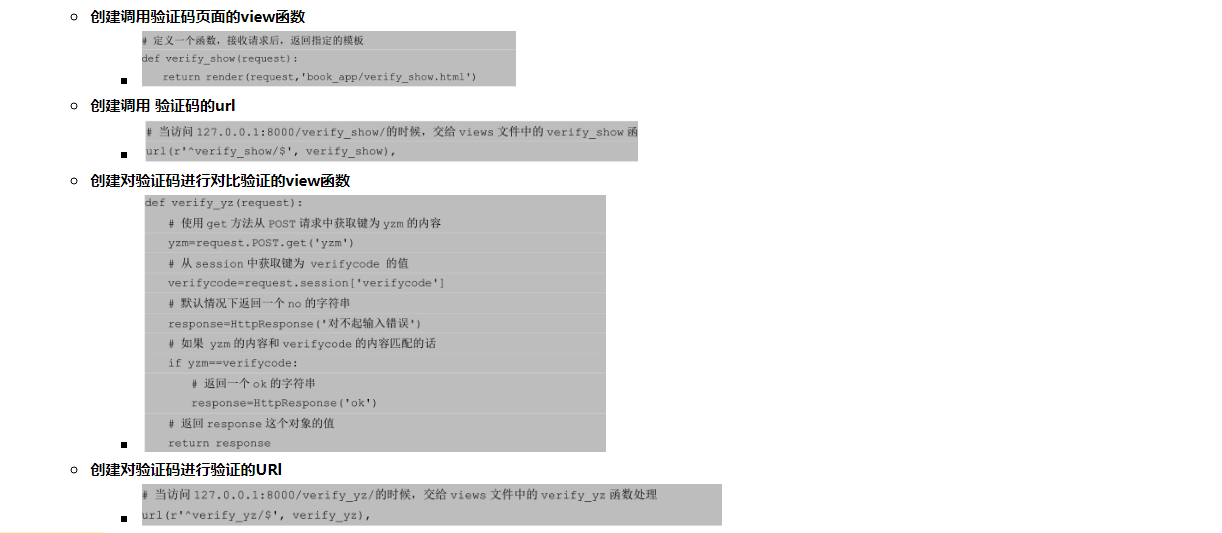 创建调用验证码页面的view函数
# 定义一个函数，接收请求后，返回指定的模板
def verify_show(request):
return render(request,'book_app/verify_show.html')
创建调用 验证码的url
# 当访问 127.0.0.1:8000/verify_show/的时候，交给 views 文件中的 verify_show 函
url(r'^verify_show/$', verify_show),
创建对验证码进行对比验证的view函数
def verify_yz(request):
# 使用 get 方法从 POST 请求中获取键为 yzm 的内容
yzm=request.POST.get('yzm')
# 从 session 中获取键为 verifycode 的值
verifycode=request.session['verifycode']
# 默认情况下返回一个 no 的字符串
response=HttpResponse('对不起输入错误')
# 如果 yzm 的内容和 verifycode 的内容匹配的话
if yzm==verifycode:
# 返回一个 ok 的字符串
response=HttpResponse('ok')
# 返回 response 这个对象的值
return response
创建对验证码进行验证的URl
# 当访问 127.0.0.1:8000/verify_yz/的时候，交给 views 文件中的 verify_yz 函数处理
url(r'^verify_yz/$', verify_yz),